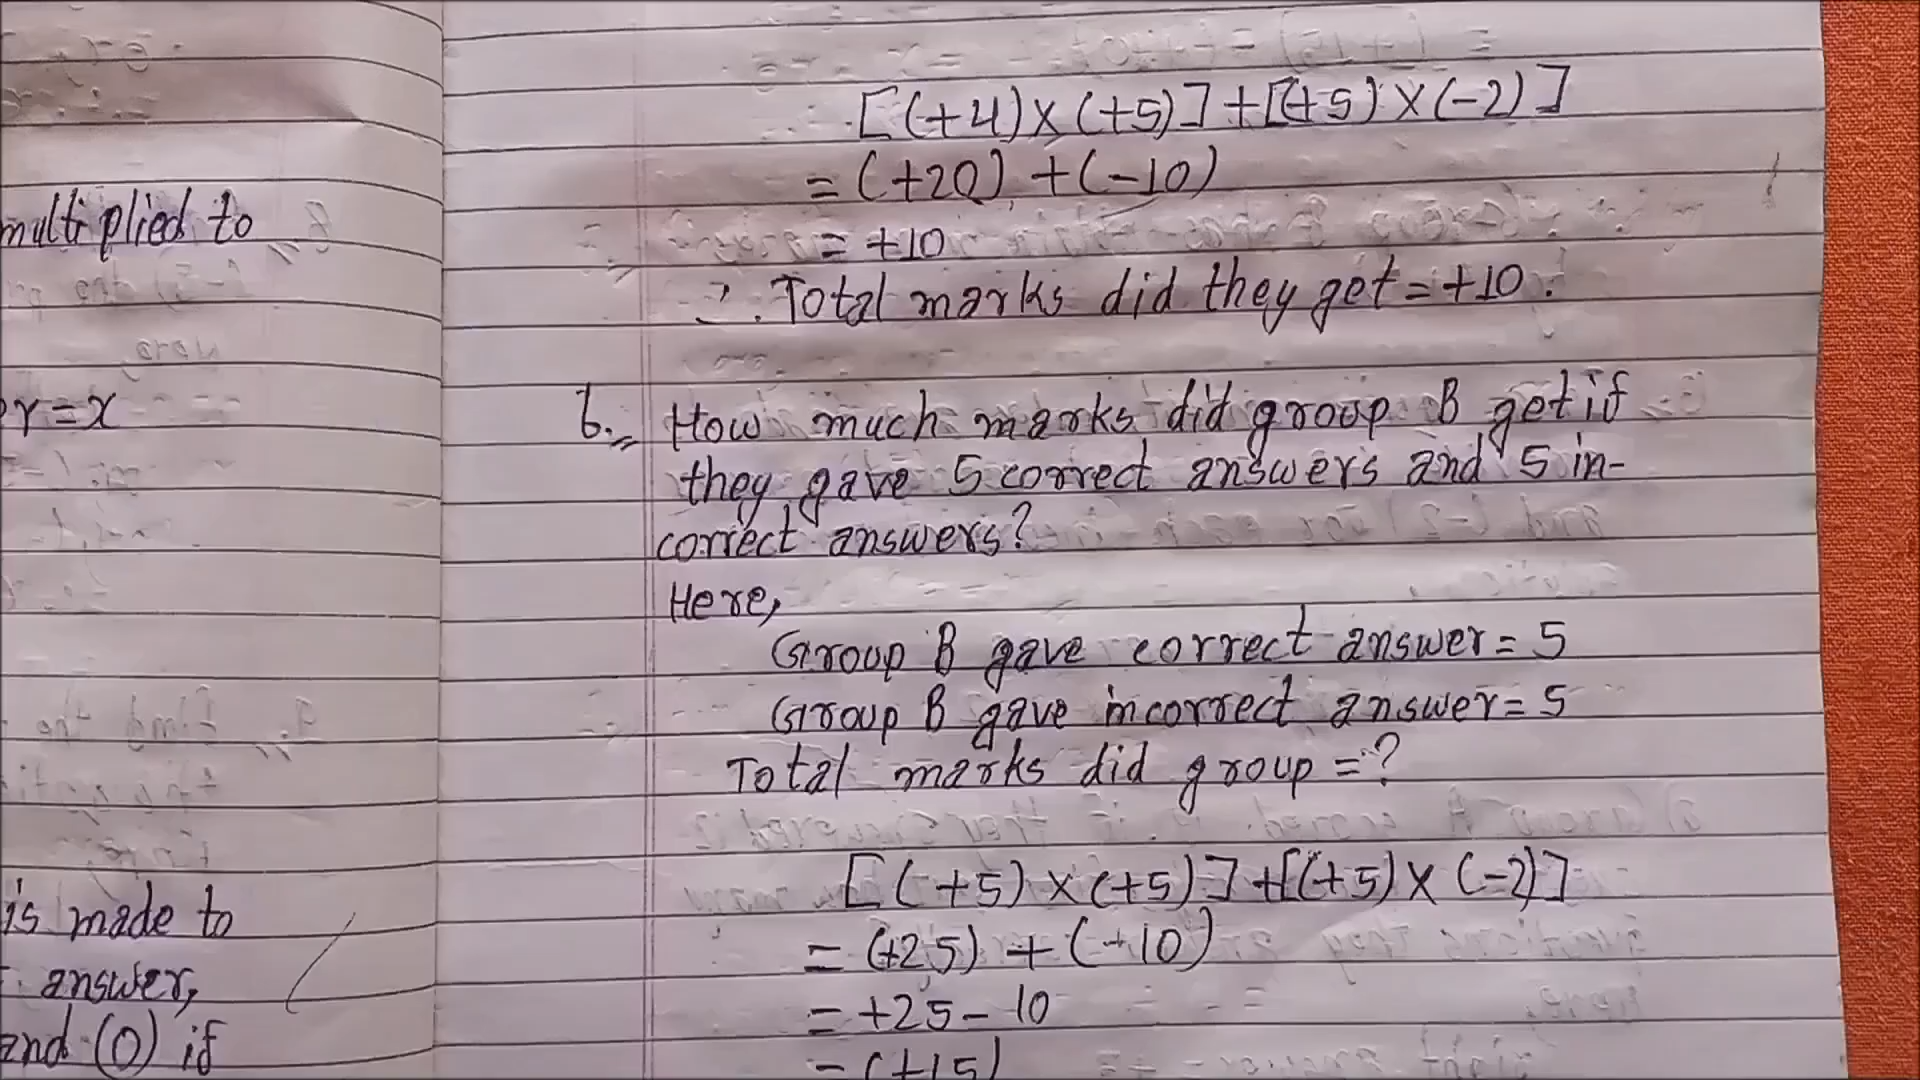 multiplied to
r=x
is made to
answer,
and (0) if
[(+4)×(+5)]+[(+5)×(-2)]
=(+20)+(-10)
=+10
∴ Total marks did they get=+10.
b. How much marks did group B get if
they gave 5 correct answers and 5 in-
correct answers?
Here,
Group B gave correct answer=5
Group B gave incorrect answer=5
Total marks did group=?
[(+5)×(+5)]+[(+5)×(-2)]
=(+25)+(-10)
=+25-10
=(+15)